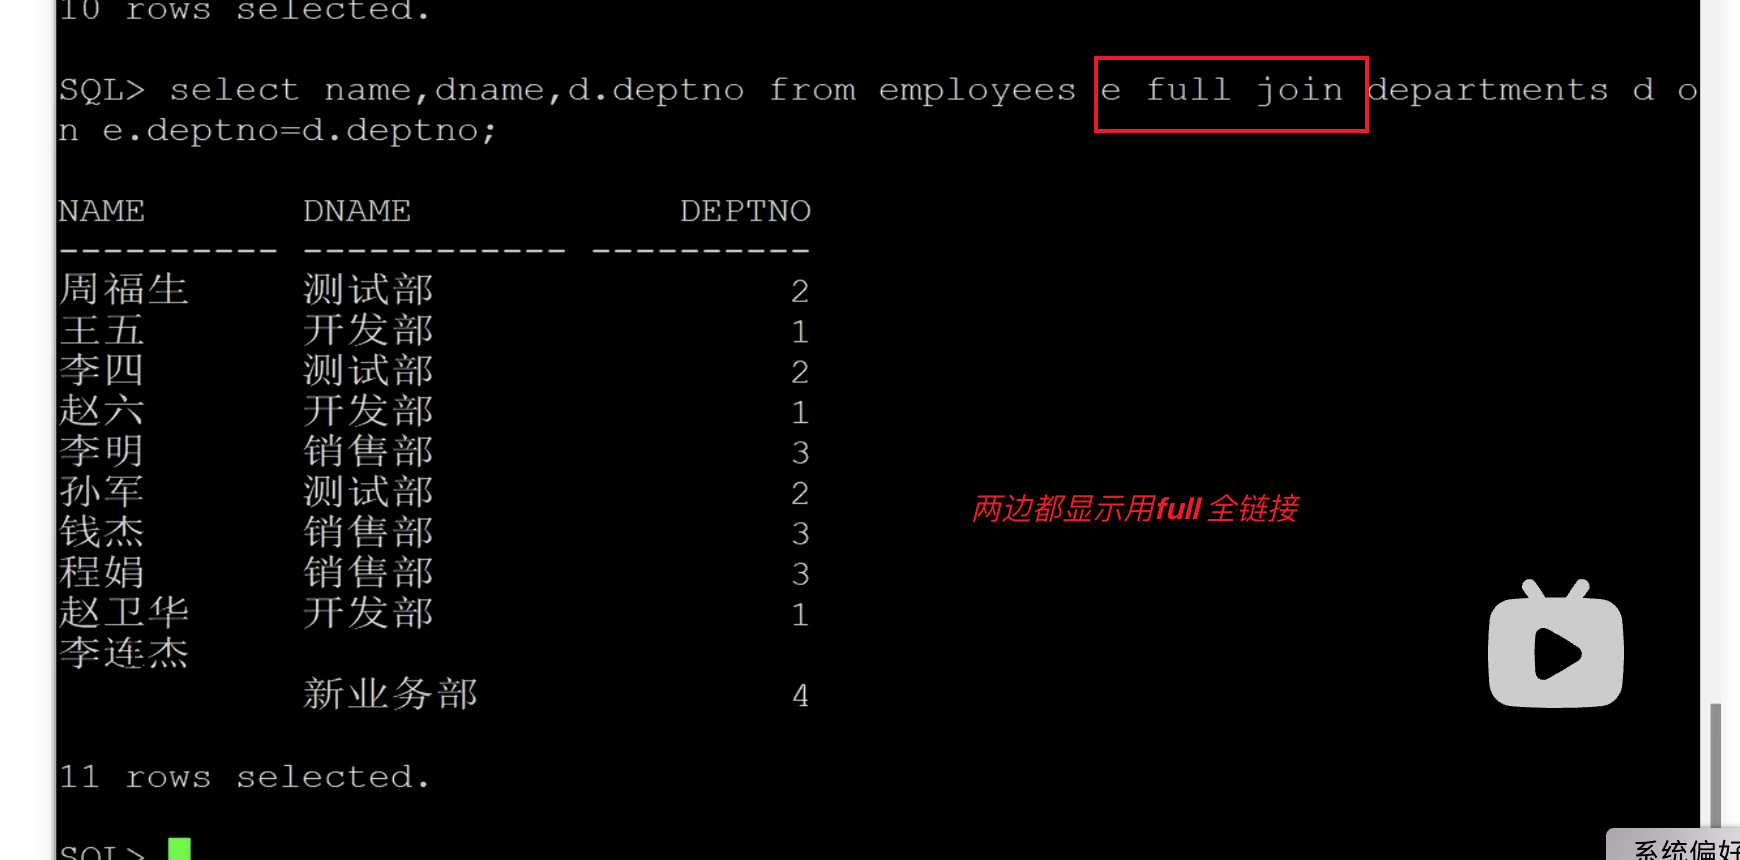 10 rows selected.
SQL> select name,dname,d.deptno from employees e full join departments d o
n e.deptno=d.deptno;
NAME DNAME DEPTNO
---------- ------------ ----------
周福生 测试部 2
王五 开发部 1
李四 测试部 2
赵六 开发部 1
李明 销售部 3
孙军 测试部 2
两边都显示用full 全链接
钱杰 销售部 3
程娟 销售部 3
赵卫华 开发部 1
李连杰
新业务部 4
11 rows selected.
SQL>
系统偏好